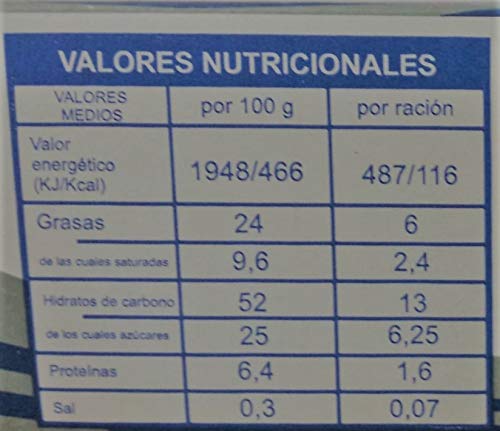 VALORES NUTRICIONALES
VALORES MEDIOS por 100 g por ración
Valor energético (KJ/Kcal) 1948/466 487/116
Grasas 24 6
de las cuales saturadas 9,6 2,4
Hidratos de carbono 52 13
de los cuales azúcares 25 6,25
Proteínas 6,4 1,6
Sal 0,3 0,07